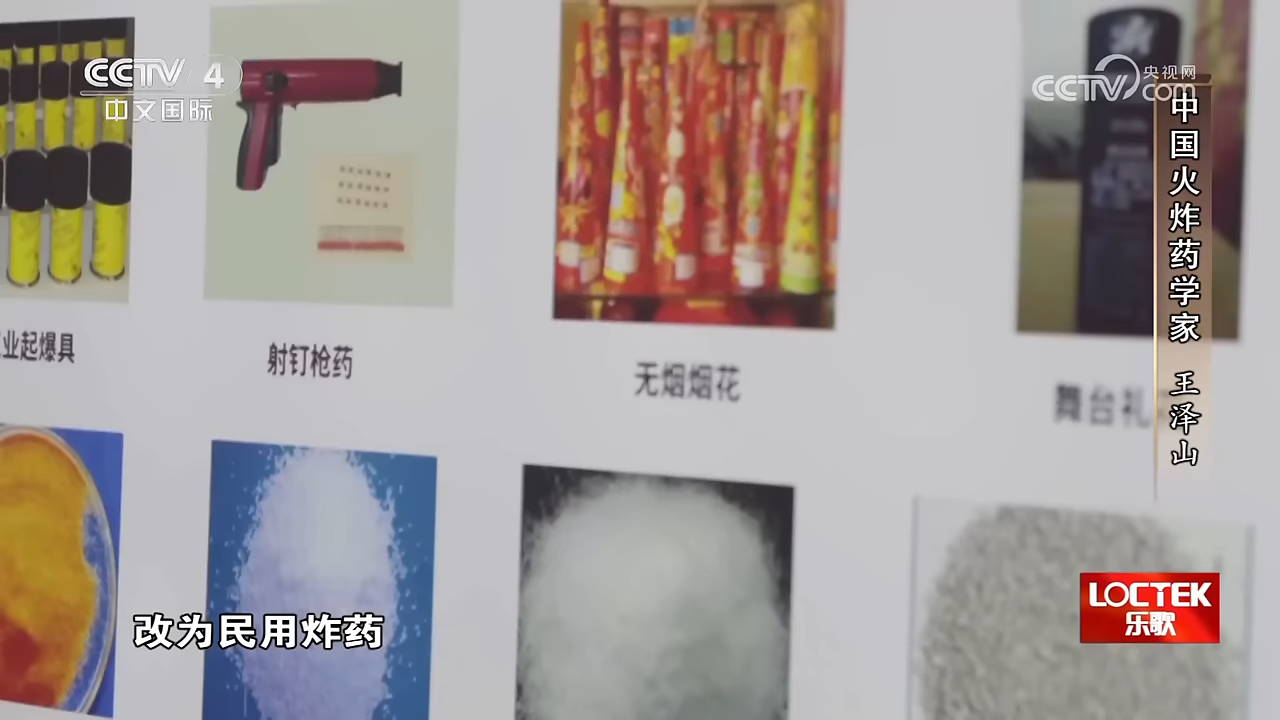 CCTV 4
中文国际
央视网
CCTV.com
中国火炸药学家 王泽山
业起爆具
射钉枪药
无烟烟花
舞台礼
改为民用炸药
LOCTEK
乐歌